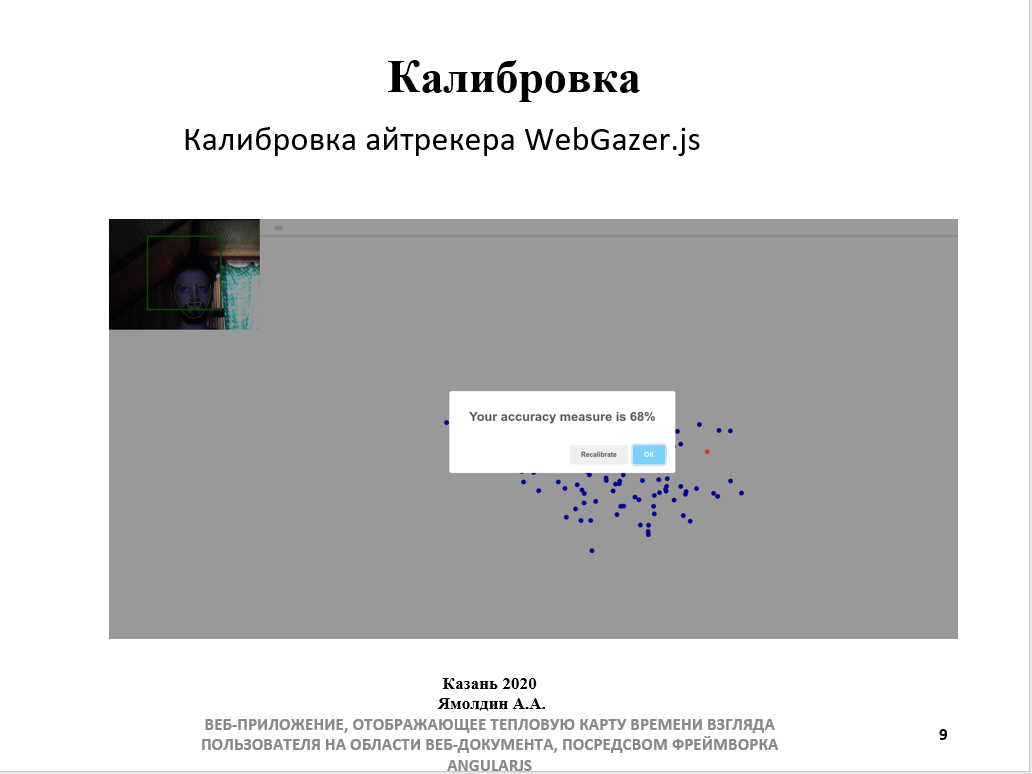 Калибровка
Калибровка айтрекера WebGazer.js
Your accuracy measure is 68%
Recalibrate OK
Казань 2020
Ямолдин А.А.
ВЕБ-ПРИЛОЖЕНИЕ, ОТОБРАЖАЮЩЕЕ ТЕПЛОВУЮ КАРТУ ВРЕМЕНИ ВЗГЛЯДА
ПОЛЬЗОВАТЕЛЯ НА ОБЛАСТИ ВЕБ-ДОКУМЕНТА, ПОСРЕДСВОМ ФРЕЙМВОРКА
ANGULARJS
9